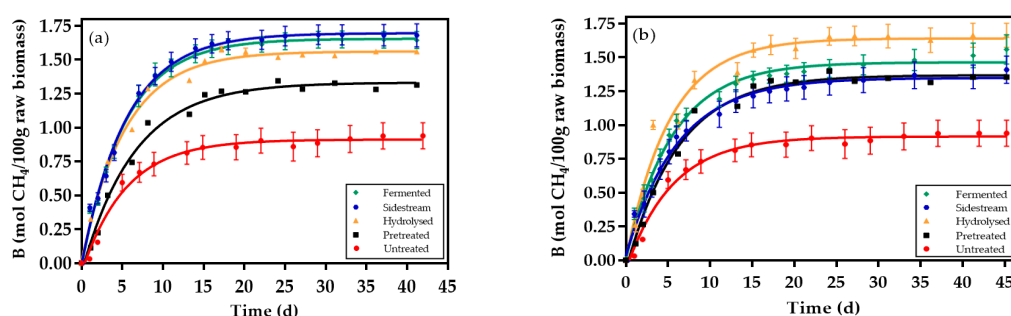 (a)
B (mol CH4/100g raw biomass)
1.75
1.50
1.25
1.00
0.75
0.50
0.25
0.00
0 5 10 15 20 25 30 35 40 45
Time (d)
Fermented
Sidestream
Hydrolysed
Pretreated
Untreated
(b)
B (mol CH4/100g raw biomass)
1.75
1.50
1.25
1.00
0.75
0.50
0.25
0.00
0 5 10 15 20 25 30 35 40 45
Time (d)
Fermented
Sidestream
Hydrolysed
Pretreated
Untreated